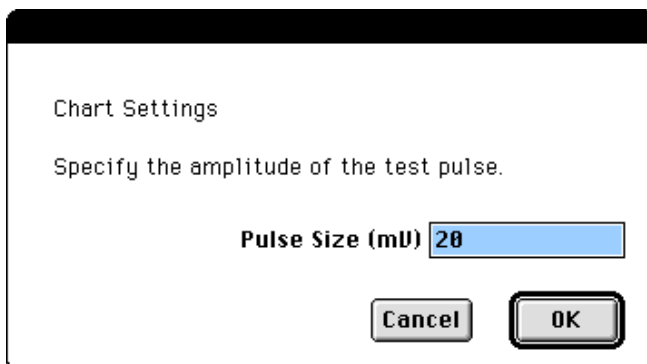 Chart Settings
Specify the amplitude of the test pulse.
Pulse Size (mV) 20
Cancel OK